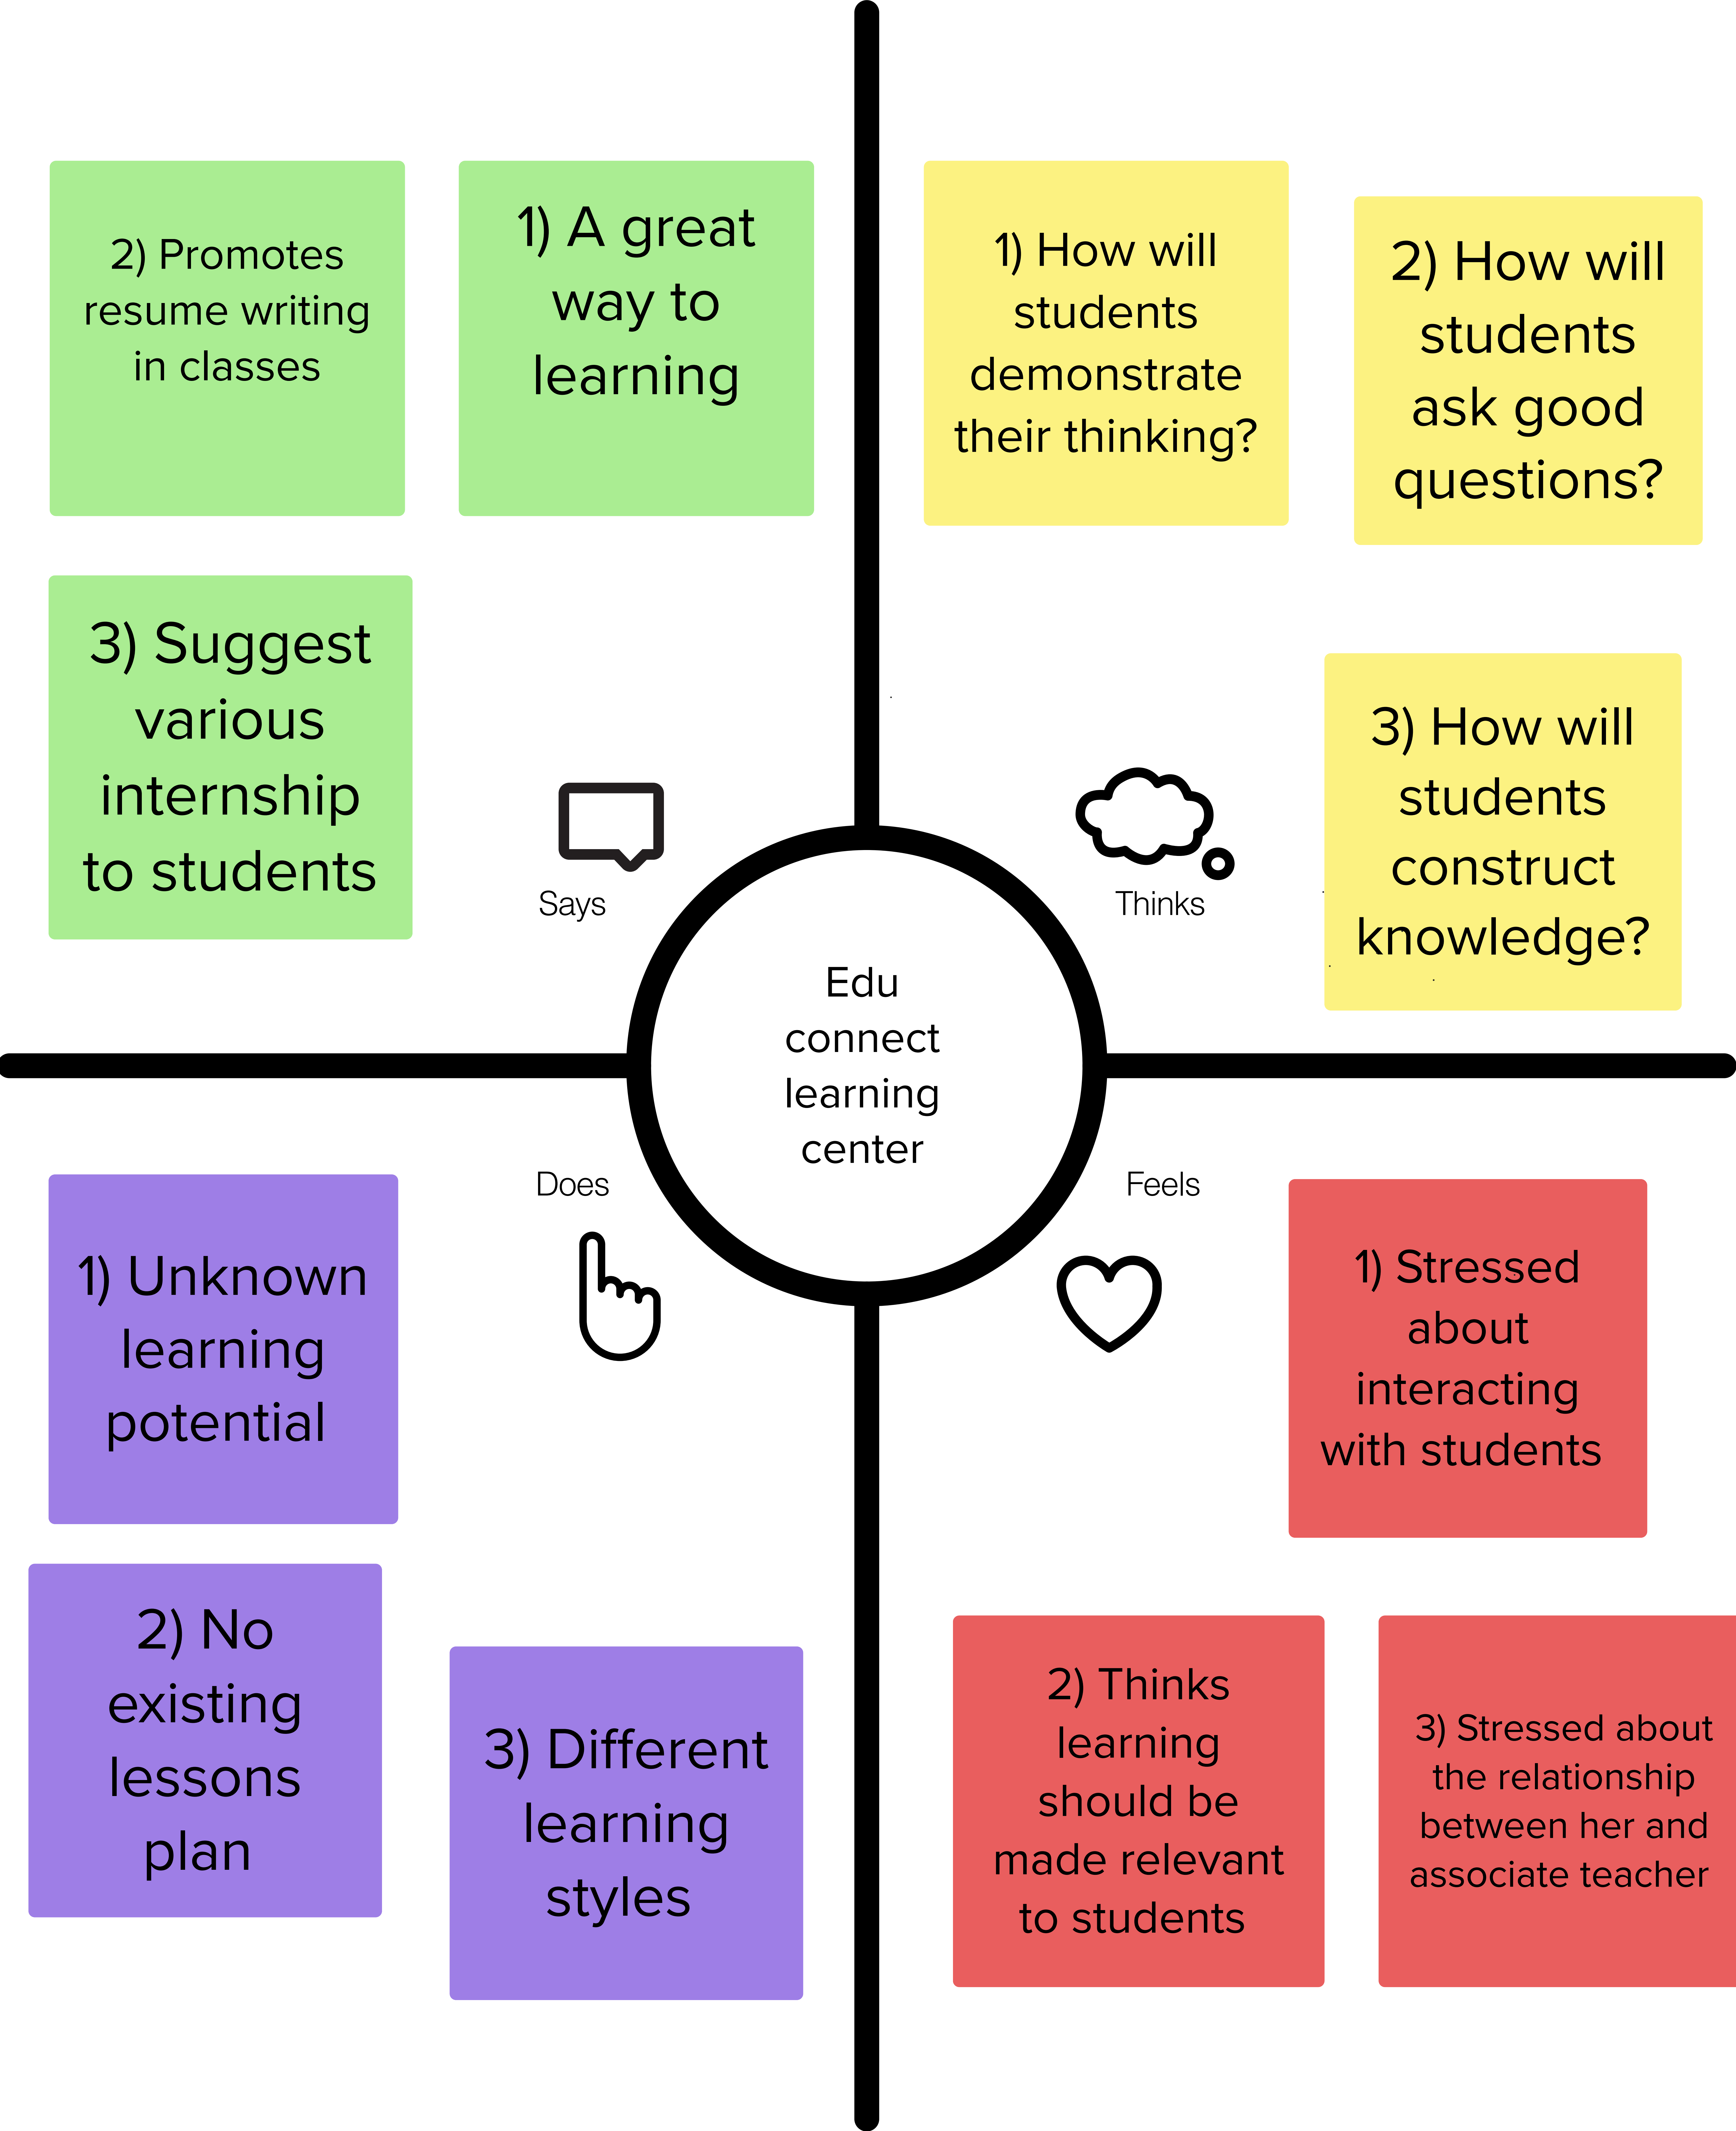 2) Promotes
resume writing
in classes
1) A great
way to
learning
3) Suggest
various
internship
to students
Says
1) How will
students
demonstrate
their thinking?
2) How will
students
ask good
questions?
3) How will
students
construct
knowledge?
Thinks
Edu
connect
learning
center
Does
1) Unknown
learning
potential
2) No
existing
lessons
plan
3) Different
learning
styles
Feels
1) Stressed
about
interacting
with students
2) Thinks
learning
should be
made relevant
to students
3) Stressed about
the relationship
between her and
associate teacher